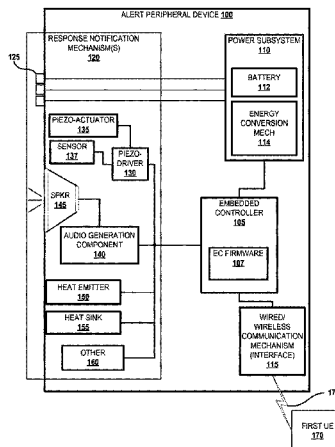 ALERT PERIPHERAL DEVICE 100
RESPONSE NOTIFICATION
MECHANISM(S)
120
125
POWER SUBSYSTEM
110
BATTERY
112
ENERGY
CONVERSION
MECH
114
PIEZO-ACTUATOR
135
SENSOR
137
PIEZO-
DRIVER
130
SPKR
145
AUDIO GENERATION
COMPONENT
140
EMBEDDED
CONTROLLER
105
EC FIRMWARE
107
HEAT EMITTER
150
HEAT SINK
155
OTHER
160
WIRED/
WIRELESS
COMMUNICATION
MECHANISM
(INTERFACE)
115
FIRST UE
170